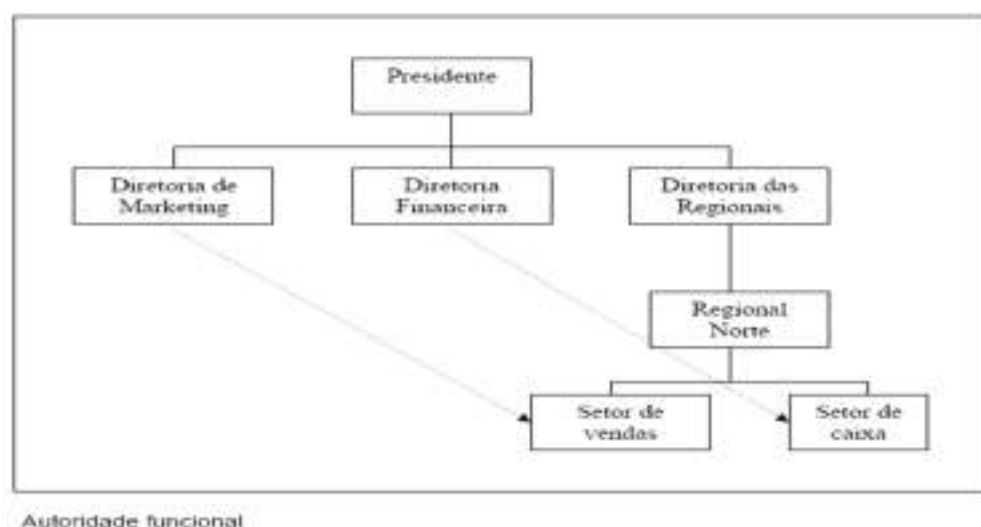 Presidente
Diretoria de
Marketing
Diretoria
Financeira
Diretoria das
Regionais
Regional
Norte
Setor de
vendas
Setor de
caixa
Autoridade funcional